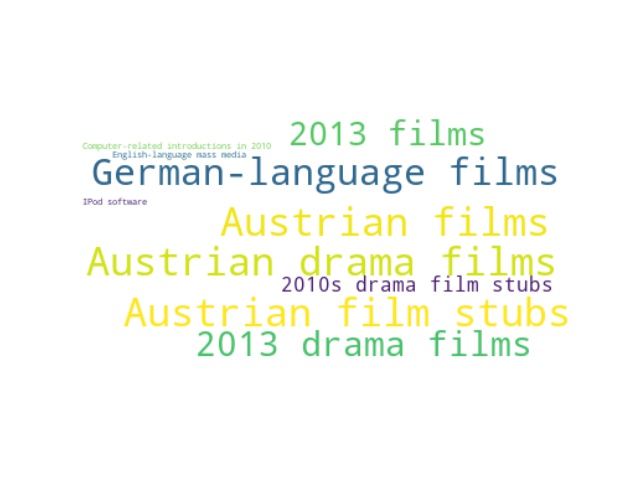 2013 films
Computer-related introductions in 2010
English-language mass media
German-language films
IPod software
Austrian films
Austrian drama films
2010s drama film stubs
Austrian film stubs
2013 drama films